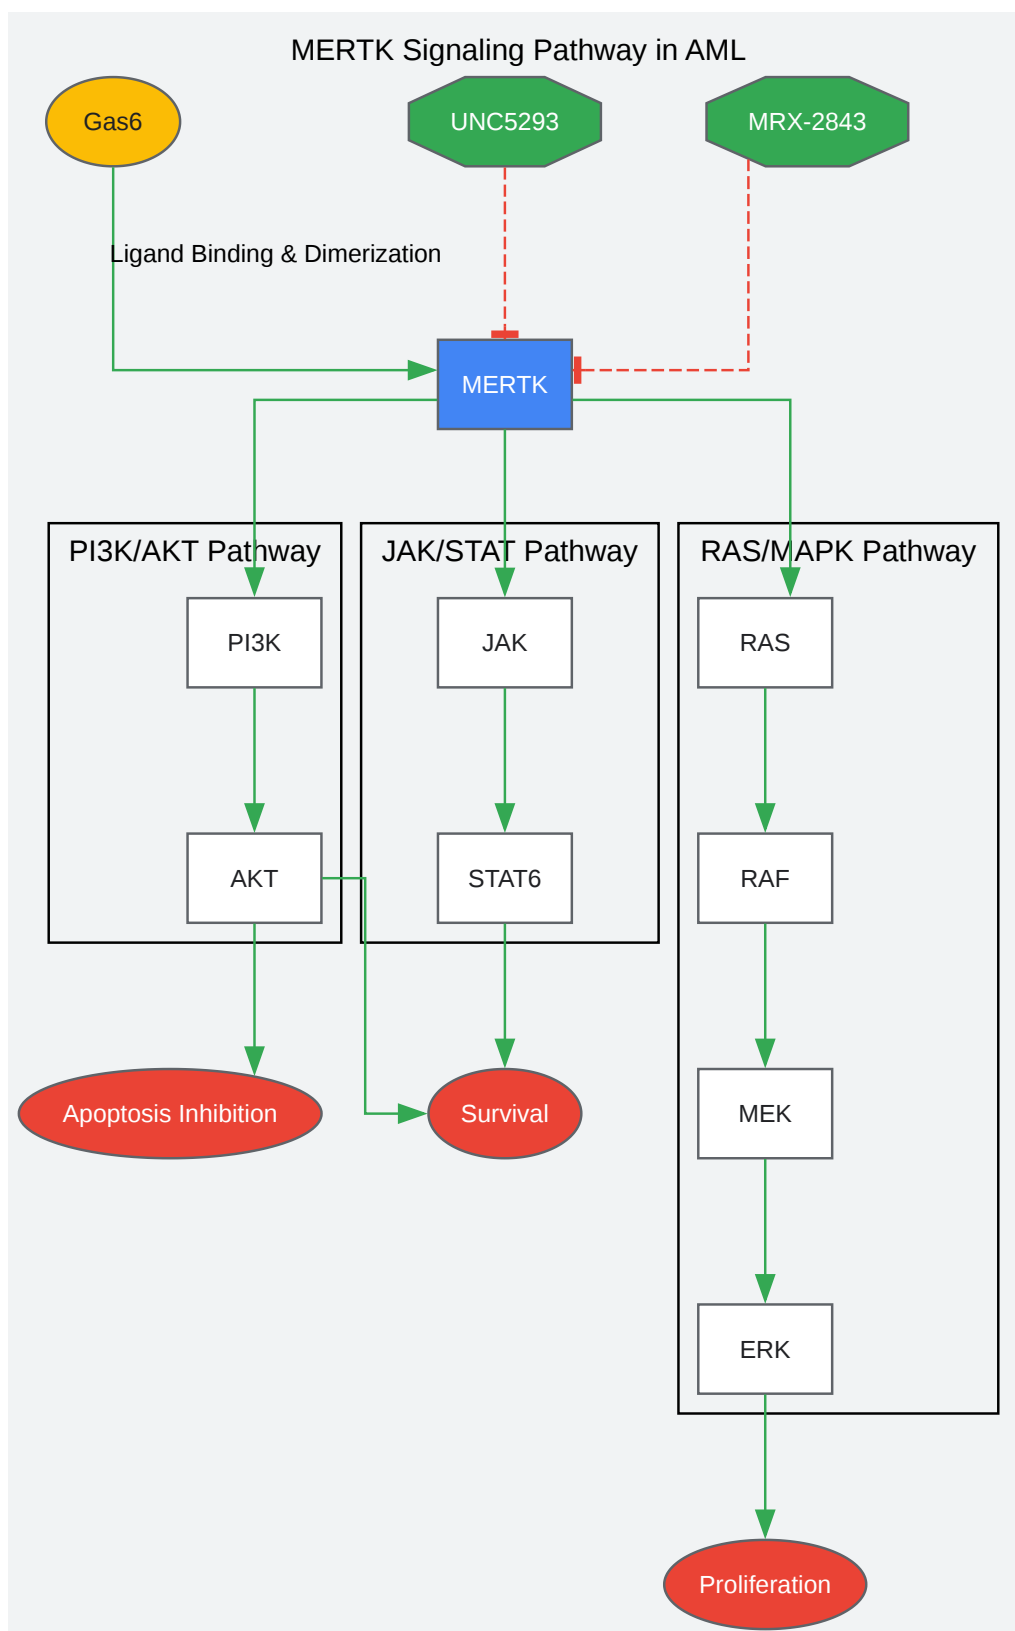 MERTK Signaling Pathway in AML
Gas6
UNC5293
MRX-2843
Ligand Binding & Dimerization
MERTK
PI3K/AKT Pathway
JAK/STAT Pathway
RAS/MAPK Pathway
PI3K
JAK
RAS
AKT
STAT6
RAF
Apoptosis Inhibition
Survival
MEK
ERK
Proliferation